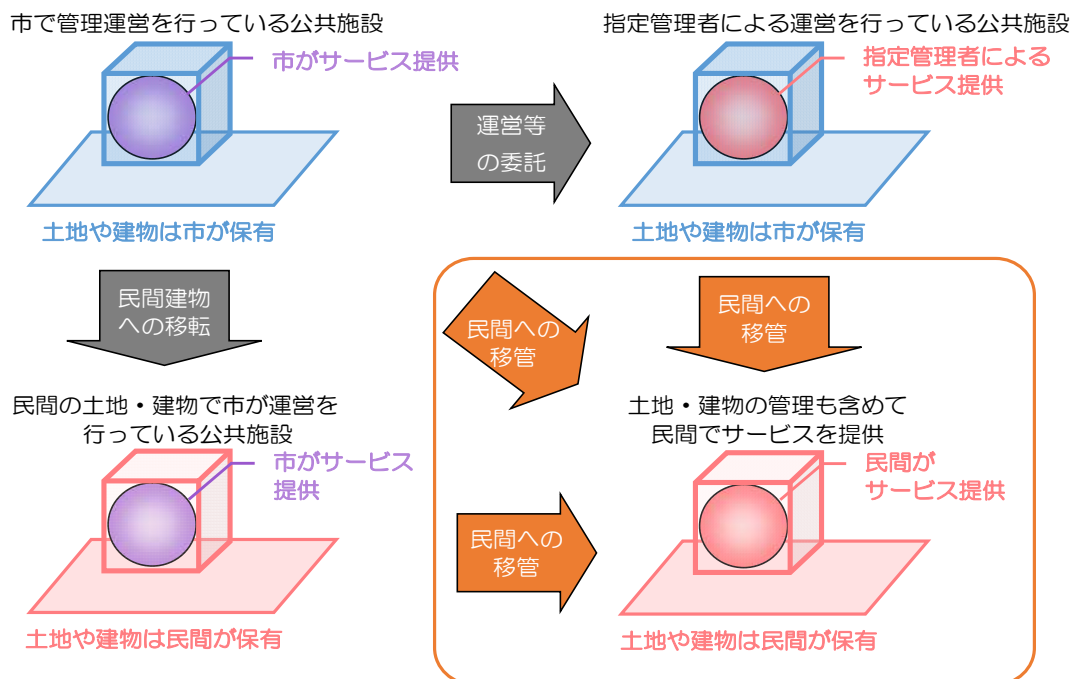 市で管理運営を行っている公共施設
市がサービス提供
土地や建物は市が保有
運営等
の委託
指定管理者による運営を行っている公共施設
指定管理者による
サービス提供
土地や建物は市が保有
民間建物
への移転
民間への
移管
民間への
移管
民間の土地・建物で市が運営を
行っている公共施設
市がサービス
提供
土地や建物は民間が保有
民間への
移管
土地・建物の管理も含めて
民間でサービスを提供
民間が
サービス提供
土地や建物は民間が保有